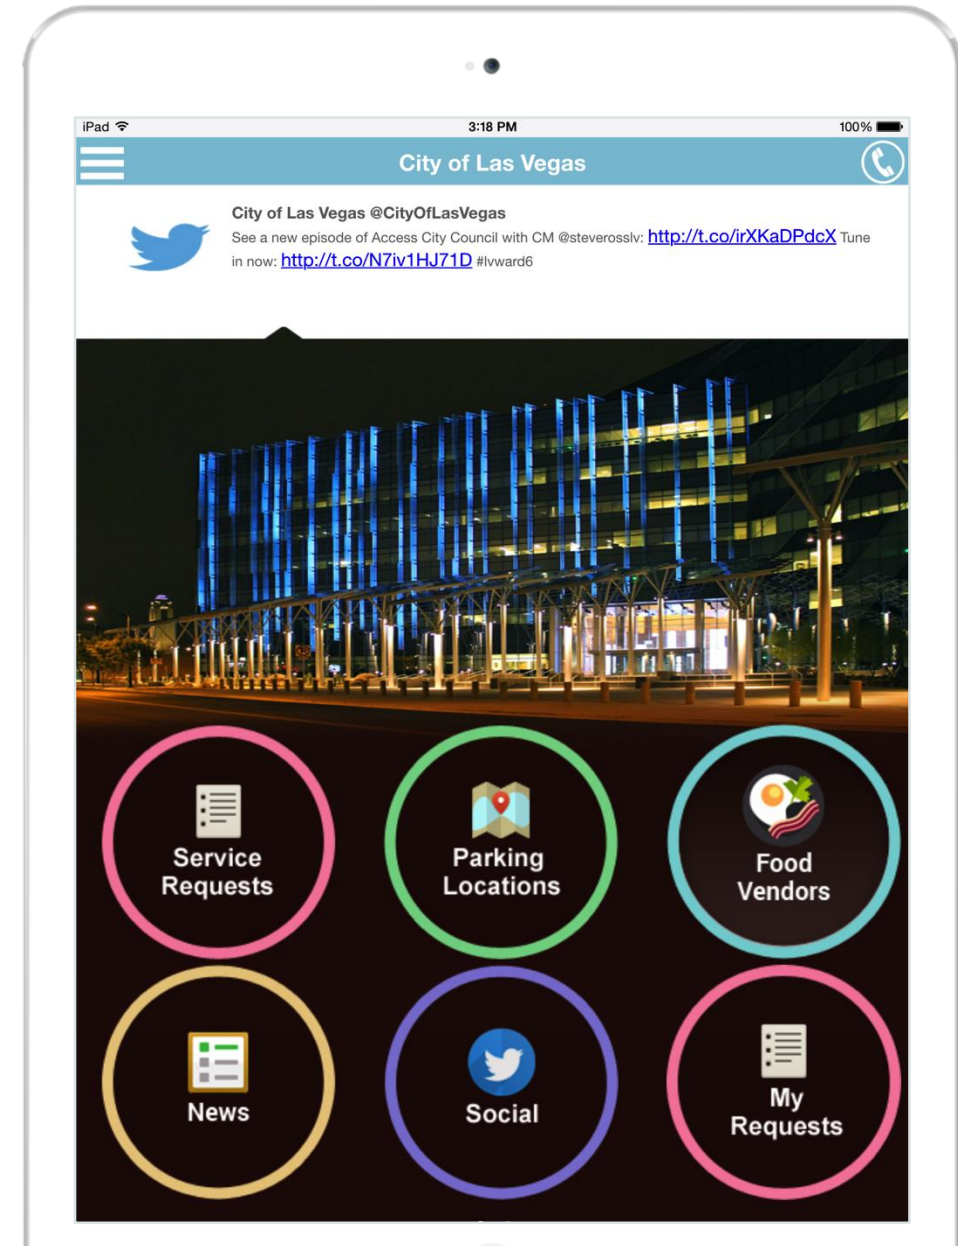 iPad 3:18 PM 100%
City of Las Vegas
City of Las Vegas @CityOfLasVegas
See a new episode of Access City Council with CM @steverosslv: http://t.co/irXKaDPdcX Tune
in now: http://t.co/N7iv1HJ71D #lvward6
Service
Requests
Parking
Locations
Food
Vendors
News
Social
My
Requests